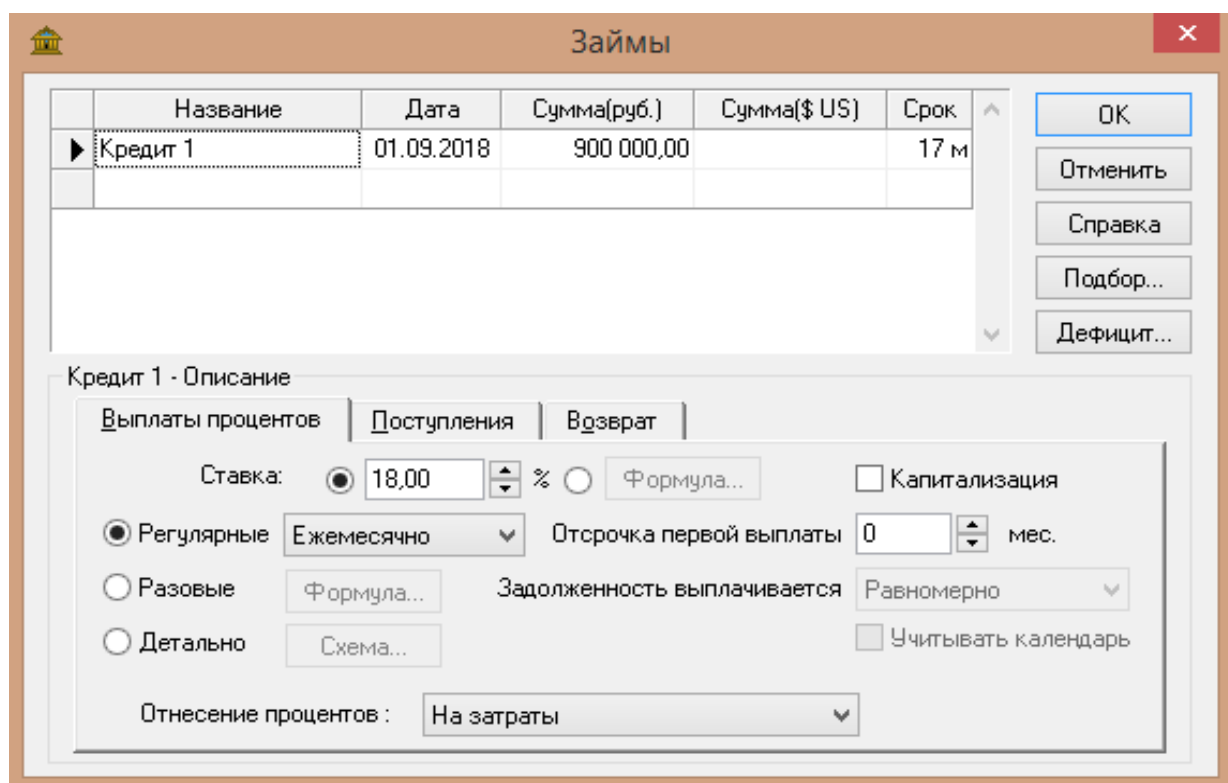 Займы
Название Дата Сумма(руб.) Сумма($ US) Срок
Кредит 1 01.09.2018 900 000,00 17 м
ОК
Отменить
Справка
Подбор...
Дефицит...
Кредит 1 - Описание
Выплаты процентов Поступления Возврат
Ставка: 18,00 % Формула... Капитализация
Регулярные Ежемесячно Отсрочка первой выплаты 0 мес.
Разовые Формула... Задолженность выплачивается Равномерно
Детально Схема... Учитывать календарь
Отнесение процентов : На затраты